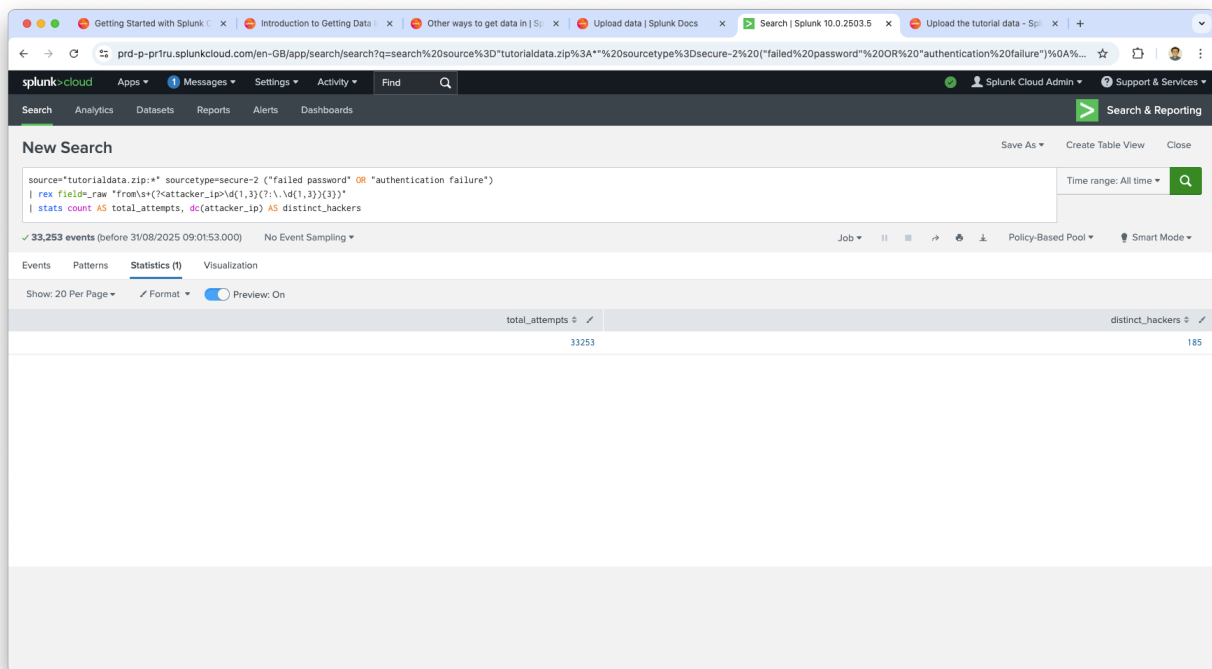 Getting Started with Splunk C
Introduction to Getting Data I
Other ways to get data in | Sp
Upload data | Splunk Docs
Search | Splunk 10.0.2503.5
Upload the tutorial data - Spl
prd-p-pr1ru.splunkcloud.com/en-GB/app/search/search?q=search%20source%3D"tutorialdata.zip%3A*"%20sourcetype%3Dsecure-2%20("failed%20password"%20OR%20"authentication%20failure")%0A%...
splunk>cloud Apps 1 Messages Settings Activity Find Splunk Cloud Admin ? Support & Services
Search Analytics Datasets Reports Alerts Dashboards > Search & Reporting
New Search Save As Create Table View Close
source="tutorialdata.zip:*" sourcetype=secure-2 ("failed password" OR "authentication failure") Time range: All time
| rex field=_raw "from\s+(?<attacker_ip>\d{1,3}(?:\.\d{1,3}){3})"
| stats count AS total_attempts, dc(attacker_ip) AS distinct_hackers
✓ 33,253 events (before 31/08/2025 09:01:53.000) No Event Sampling Job Policy-Based Pool Smart Mode
Events Patterns Statistics (1) Visualization
Show: 20 Per Page Format Preview: On
total_attempts distinct_hackers
33253 185